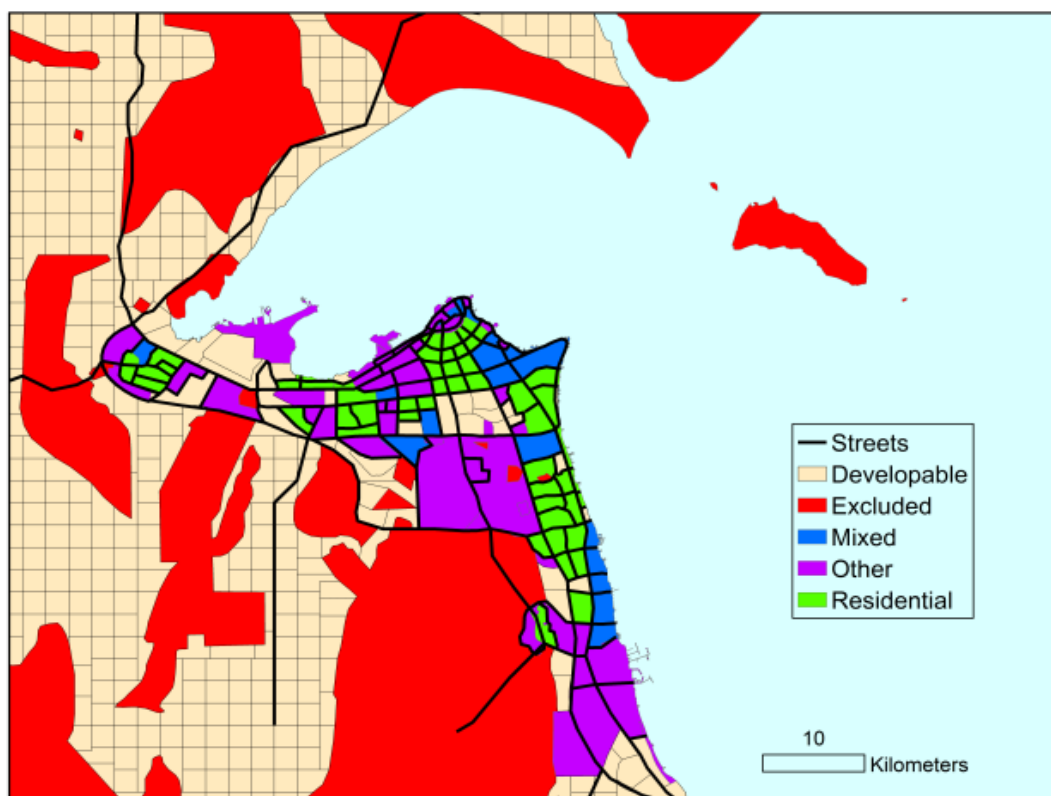 Streets
Developable
Excluded
Mixed
Other
Residential
10
Kilometers